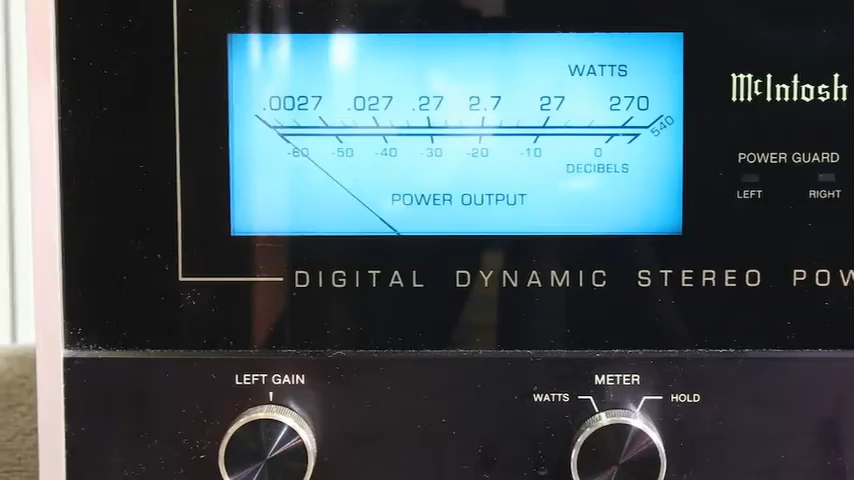 WATTS
.0027 .027 .27 2.7 27 270
540
-60 -50 -40 -30 -20 -10 0
DECIBELS
POWER OUTPUT
McIntosh
POWER GUARD
LEFT RIGHT
DIGITAL DYNAMIC STEREO POW
LEFT GAIN
METER
WATTS HOLD